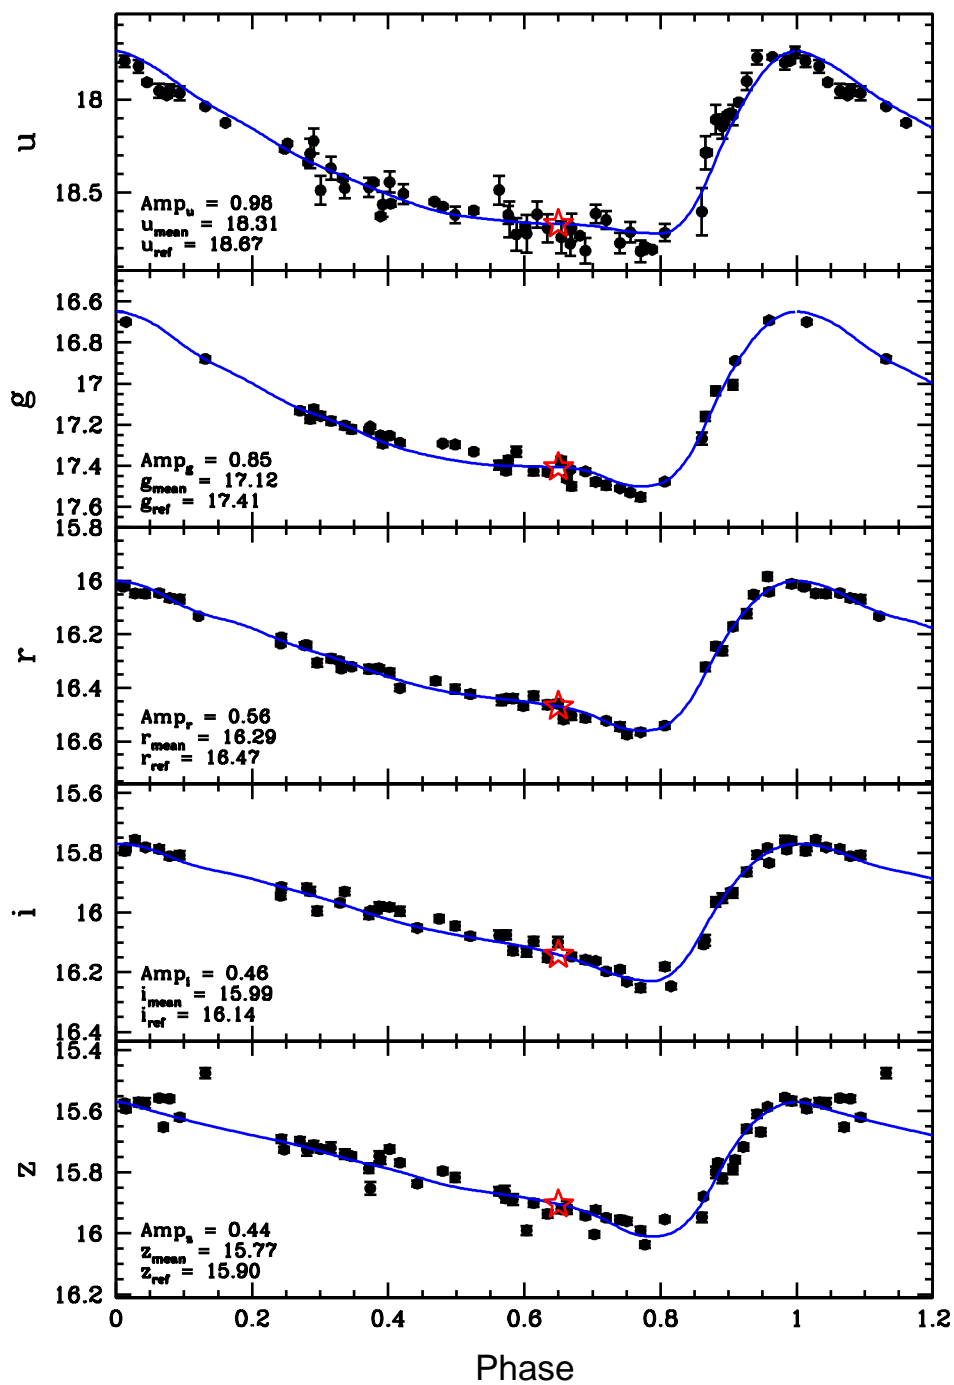 18
18.5
u
Amp_u = 0.98
u_mean = 18.31
u_ref = 18.67
16.6
16.8
17
17.2
17.4
17.6
g
Amp_g = 0.85
g_mean = 17.12
g_ref = 17.41
15.8
16
16.2
16.4
16.6
r
Amp_r = 0.56
r_mean = 16.29
r_ref = 16.47
15.6
15.8
16
16.2
16.4
i
Amp_i = 0.46
i_mean = 15.99
i_ref = 16.14
15.4
15.6
15.8
16
16.2
z
Amp_z = 0.44
z_mean = 15.77
z_ref = 15.90
0 0.2 0.4 0.6 0.8 1 1.2
Phase